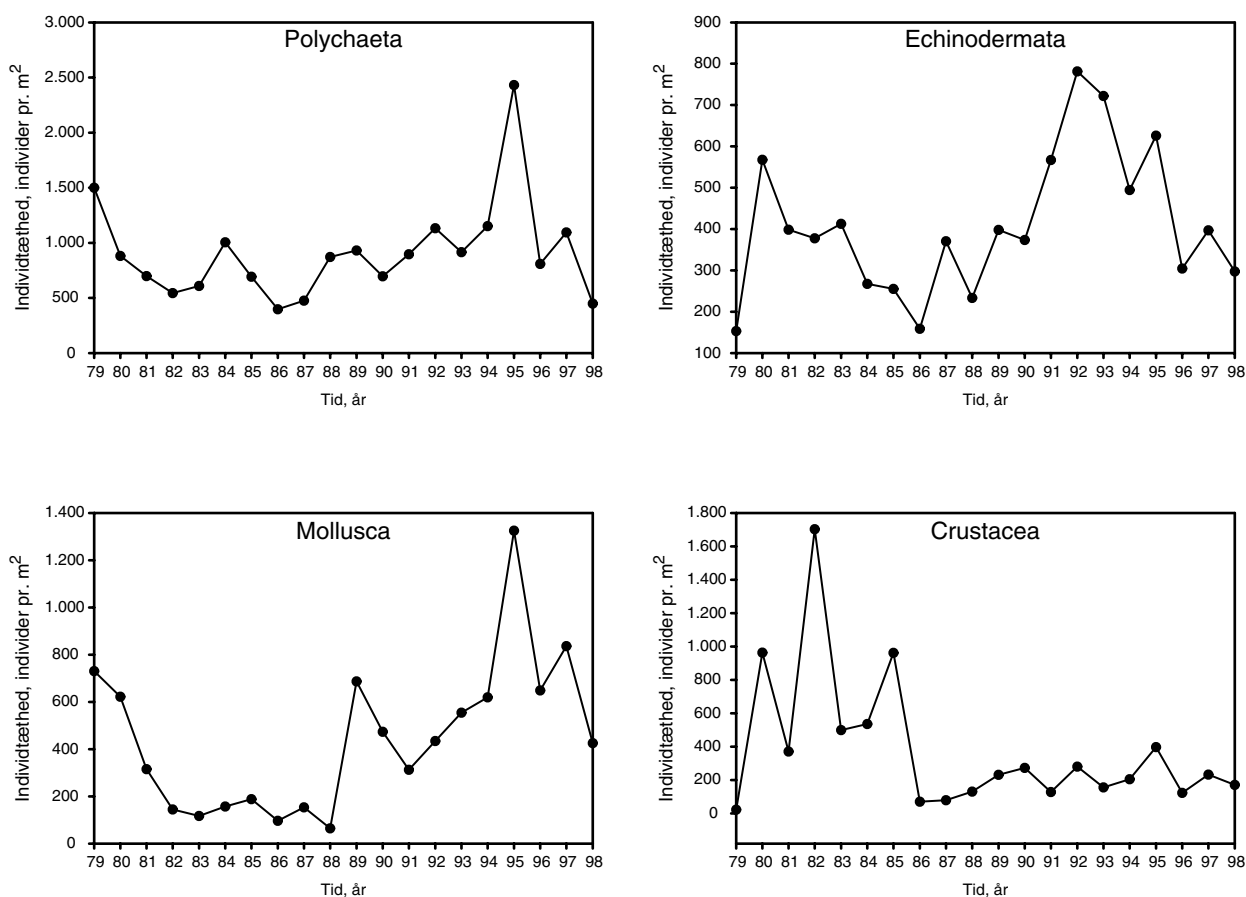 Polychaeta
Individtæthed, individer pr. m²
3.000
2.500
2.000
1.500
1.000
500
0
79 80 81 82 83 84 85 86 87 88 89 90 91 92 93 94 95 96 97 98
Tid, år
Echinodermata
Individtæthed, individer pr. m²
900
800
700
600
500
400
300
200
100
79 80 81 82 83 84 85 86 87 88 89 90 91 92 93 94 95 96 97 98
Tid, år
Mollusca
Individtæthed, individer pr. m²
1.400
1.200
1.000
800
600
400
200
0
79 80 81 82 83 84 85 86 87 88 89 90 91 92 93 94 95 96 97 98
Tid, år
Crustacea
Individtæthed, individer pr. m²
1.800
1.600
1.400
1.200
1.000
800
600
400
200
0
79 80 81 82 83 84 85 86 87 88 89 90 91 92 93 94 95 96 97 98
Tid, år